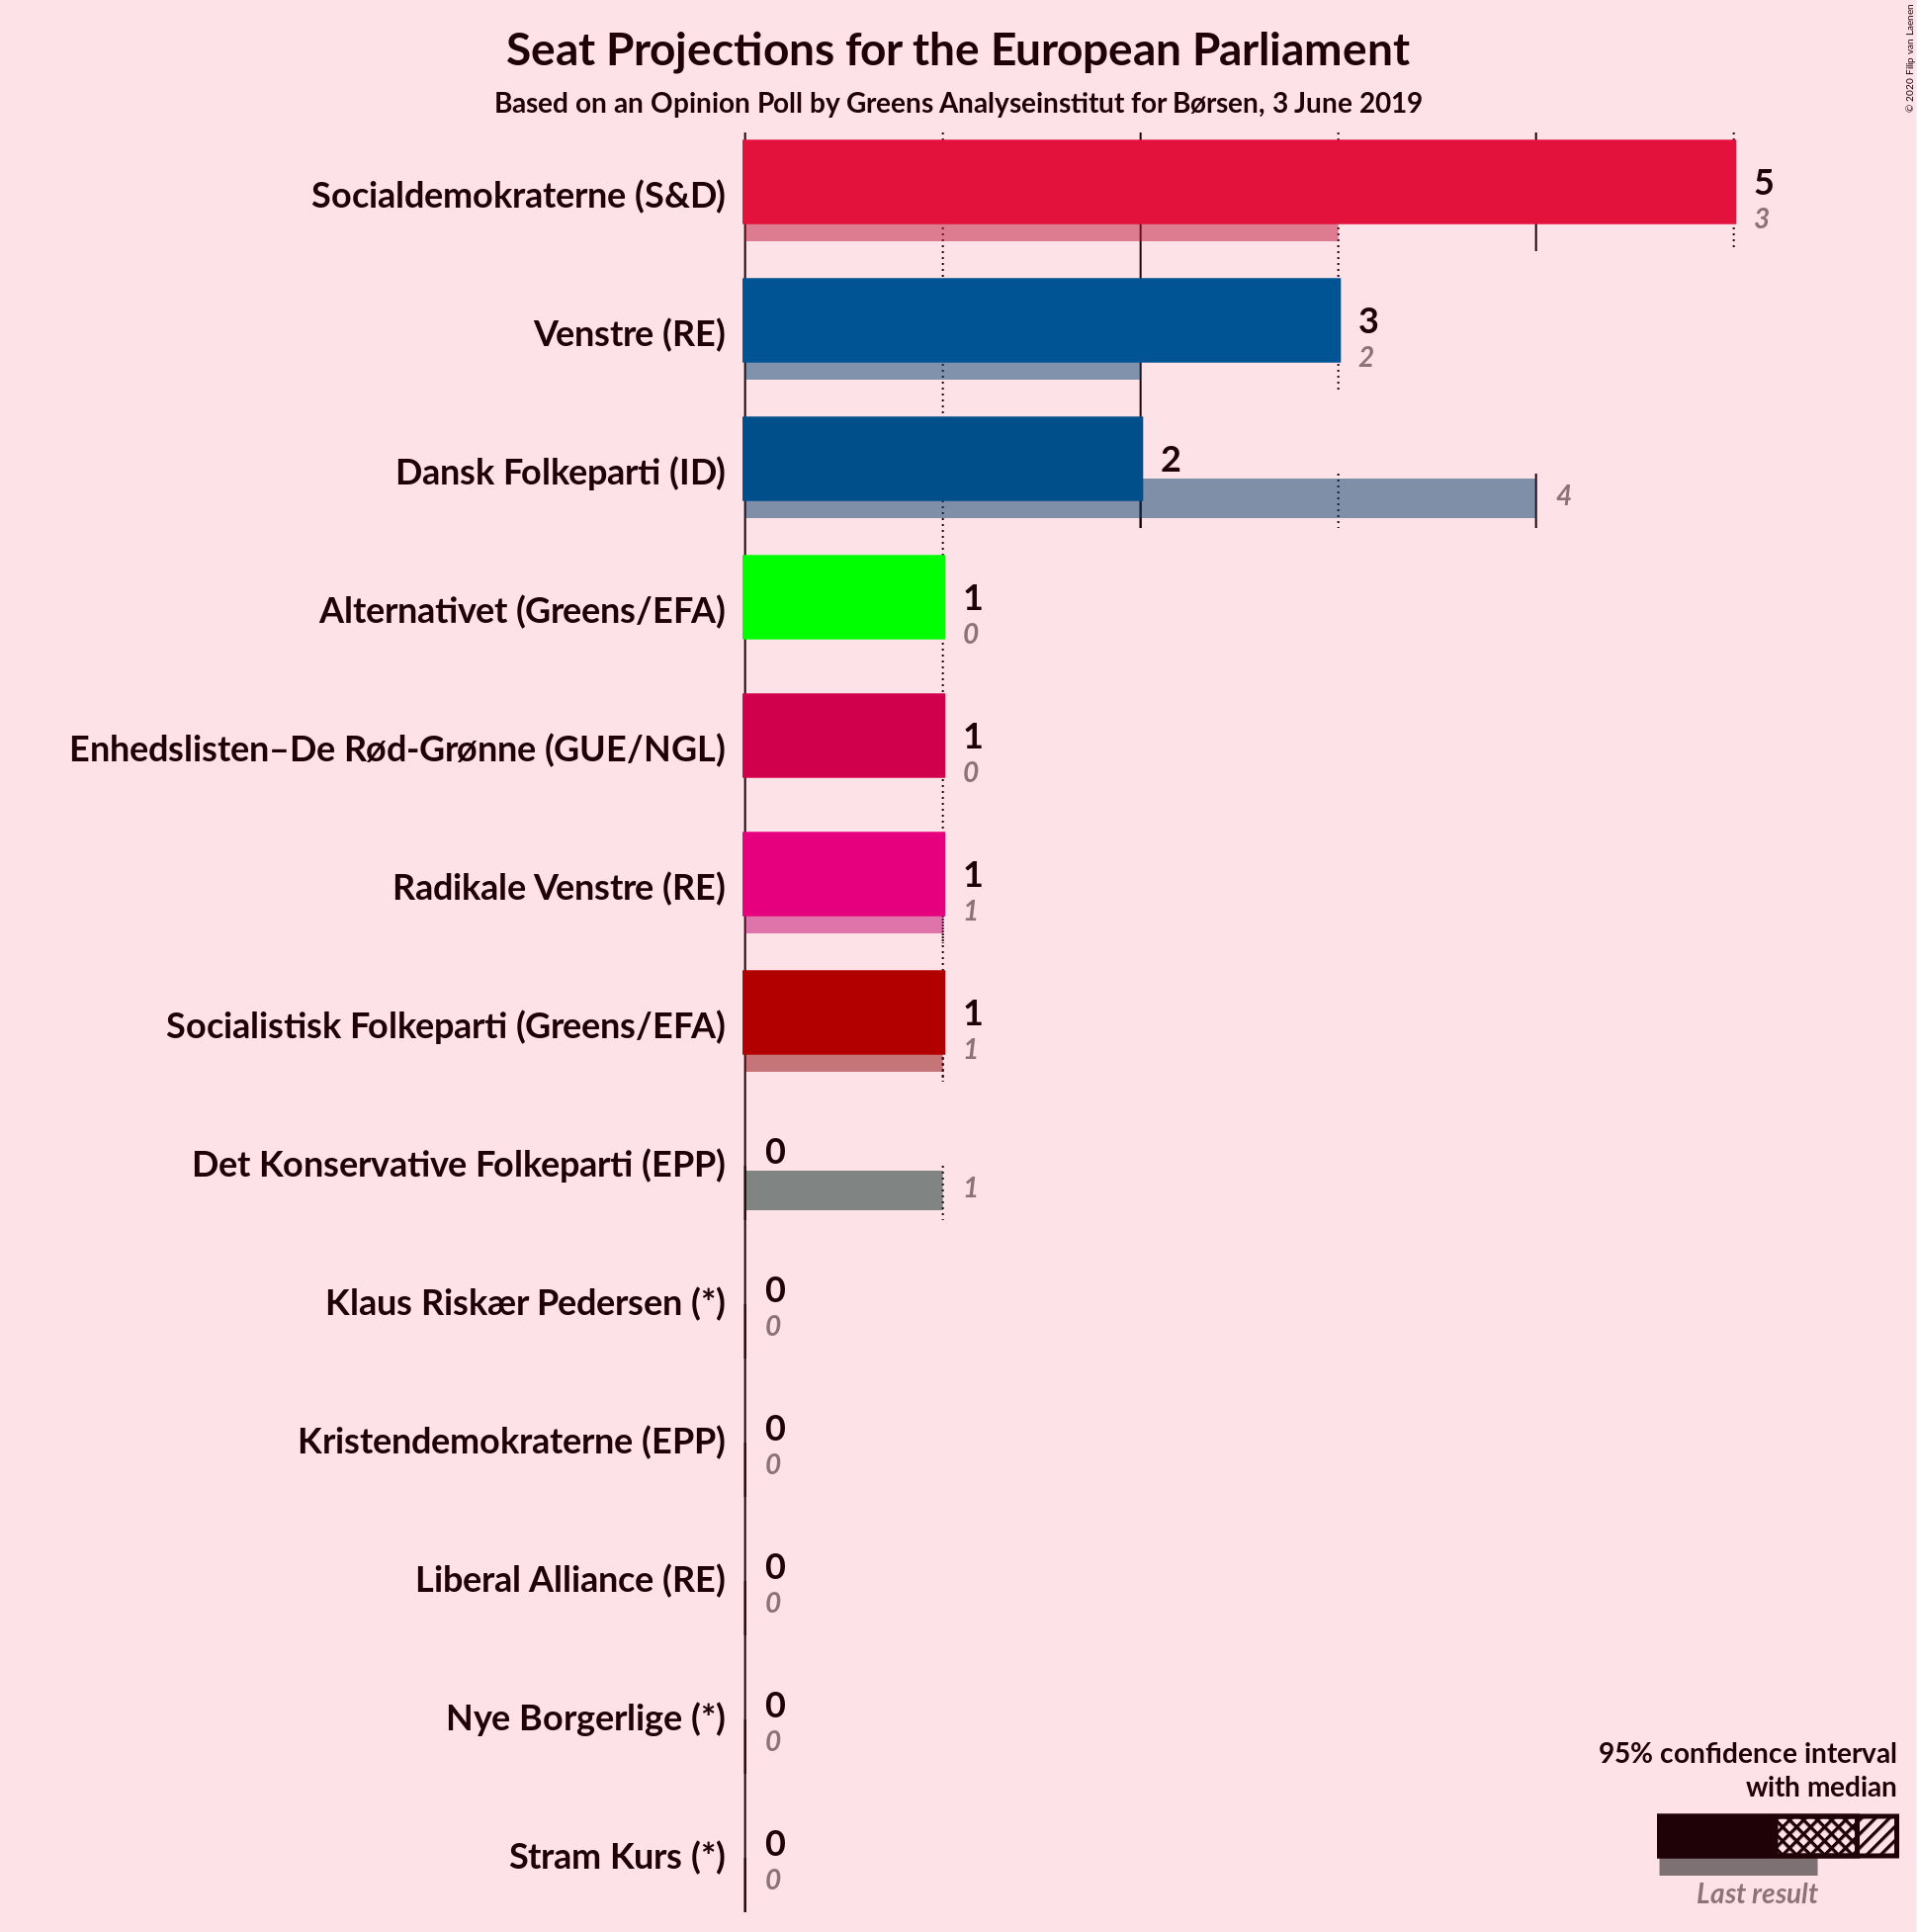 Seat Projections for the European Parliament
Based on an Opinion Poll by Greens Analyseinstitut for Børsen, 3 June 2019
© 2020 Filip van Laenen
Socialdemokraterne (S&D)
5
3
Venstre (RE)
3
2
Dansk Folkeparti (ID)
2
4
Alternativet (Greens/EFA)
1
0
Enhedslisten–De Rød-Grønne (GUE/NGL)
1
0
Radikale Venstre (RE)
1
1
Socialistisk Folkeparti (Greens/EFA)
1
1
Det Konservative Folkeparti (EPP)
0
1
Klaus Riskær Pedersen (*)
0
0
Kristendemokraterne (EPP)
0
0
Liberal Alliance (RE)
0
0
Nye Borgerlige (*)
0
0
Stram Kurs (*)
0
0
95% confidence interval
with median
Last result